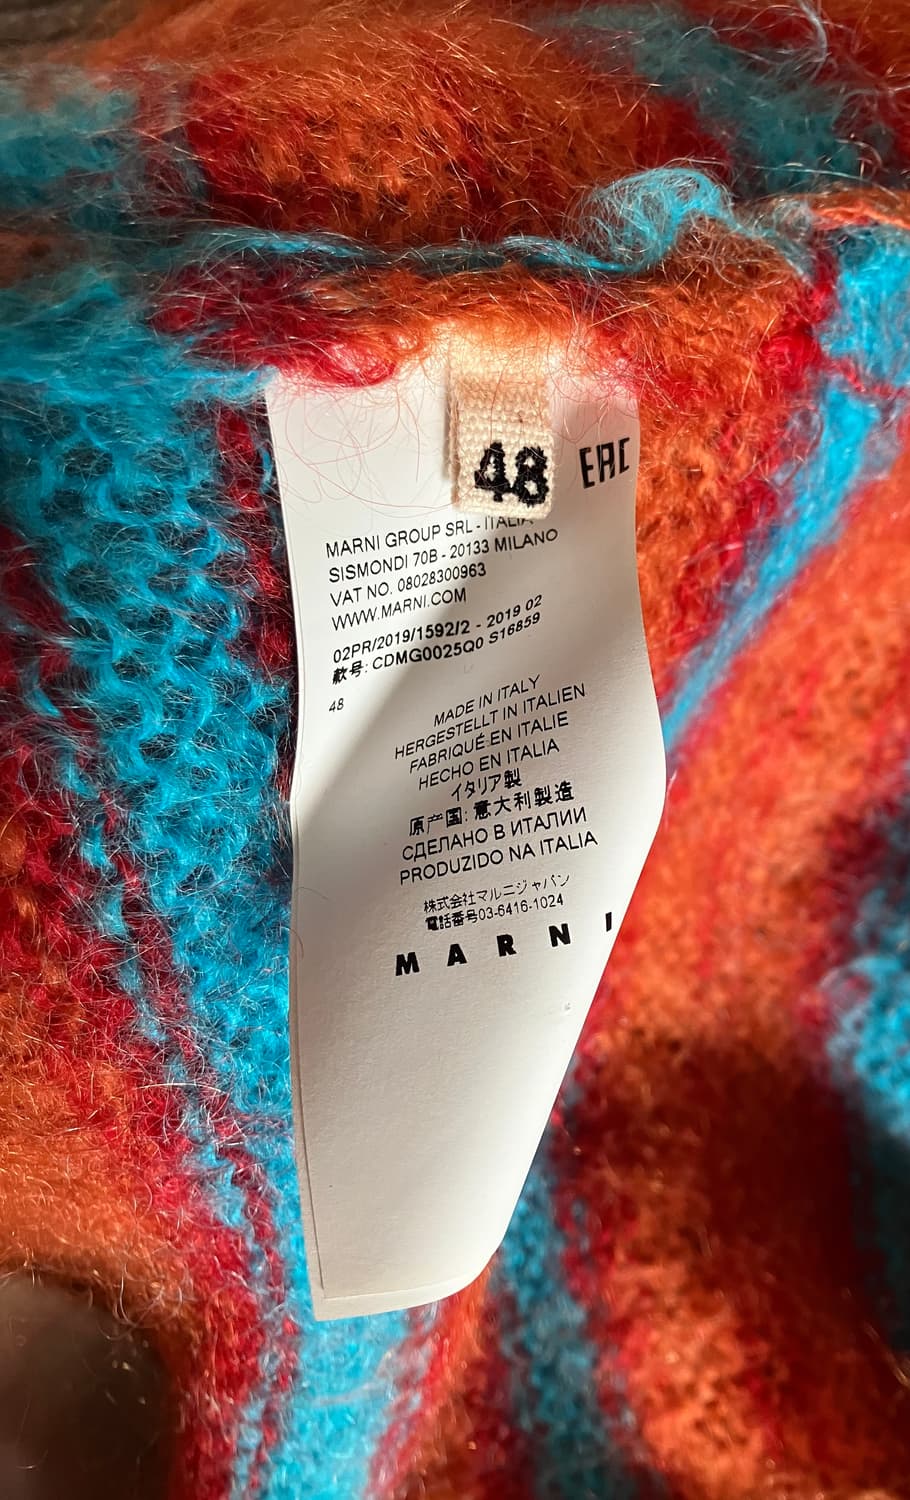 48
EAC
MARNI GROUP SRL - ITALIA
SISMONDI 70B - 20133 MILANO
VAT NO. 08028300963
WWW.MARNI.COM
02PR/2019/1592/2 - 2019 02
款号: CDMG0025Q0 S16859
48
MADE IN ITALY
HERGESTELLT IN ITALIEN
FABRIQUÉ EN ITALIE
HECHO EN ITALIA
イタリア製
原产国: 意大利製造
СДЕЛАНО В ИТАЛИИ
PRODUZIDO NA ITALIA
株式会社マルニジャパン
電話番号03-6416-1024
MARNI